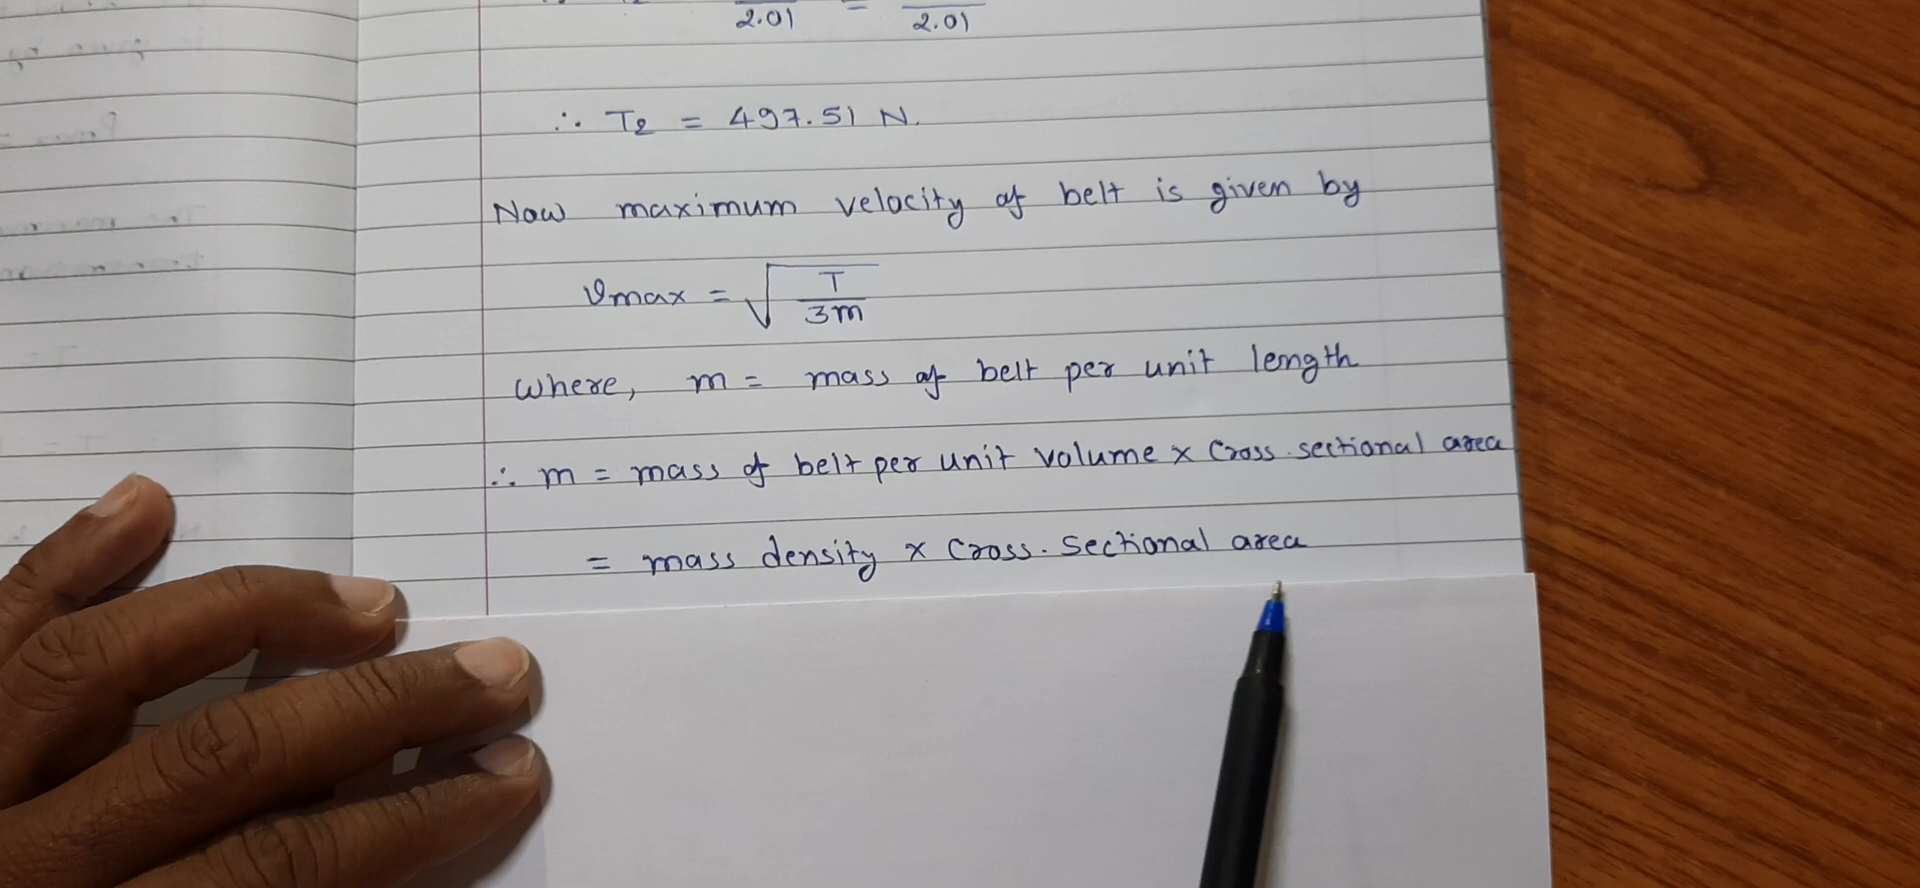 2.01 = 2.01
∴ T2 = 497.51 N.
Now maximum velocity of belt is given by
vmax = √(T/3m)
where, m = mass of belt per unit length
∴ m = mass of belt per unit volume x Cross.sectional area
= mass density x Cross.Sectional area